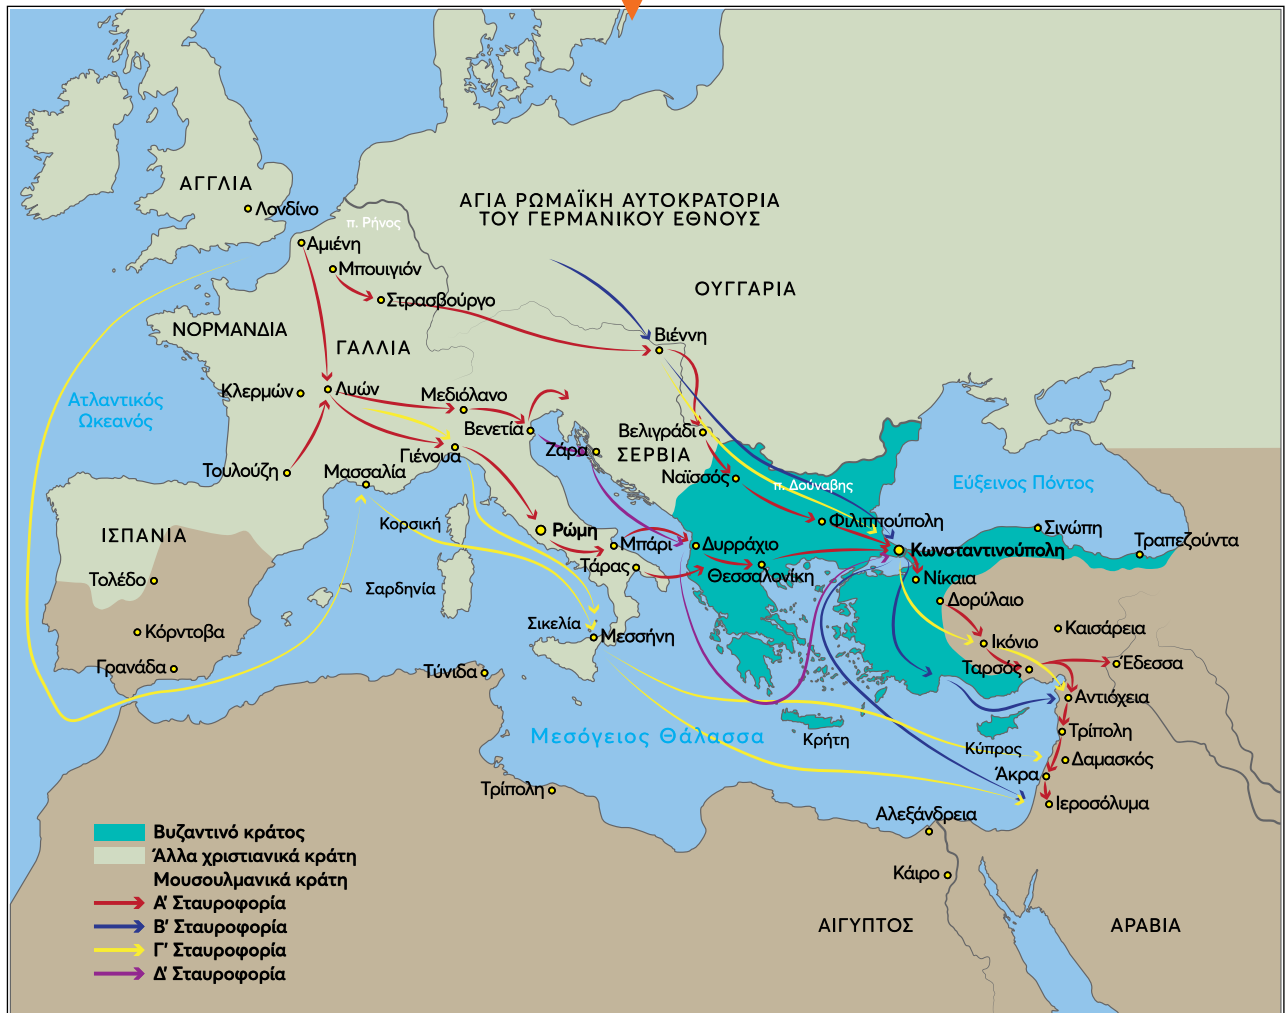 ΑΓΓΛΙΑ
Λονδίνο
ΑΓΙΑ ΡΩΜΑΪΚΗ ΑΥΤΟΚΡΑΤΟΡΙΑ
ΤΟΥ ΓΕΡΜΑΝΙΚΟΥ ΕΘΝΟΥΣ
π. Ρήνος
Αμιένη
Μπουιγιόν
Στρασβούργο
ΟΥΓΓΑΡΙΑ
ΝΟΡΜΑΝΔΙΑ
ΓΑΛΛΙΑ
Βιέννη
Κλερμών
Λυών
Μεδιόλανο
Ατλαντικός
Ωκεανός
Βενετία
Βελιγράδι
Γιένουα
Ζάρα
ΣΕΡΒΙΑ
Τουλούζη
Μασσαλία
Ναϊσσός
π. Δούναβης
Εύξεινος Πόντος
Κορσική
Ρώμη
Φιλιππούπολη
Σινώπη
ΙΣΠΑΝΙΑ
Μπάρι
Δυρράχιο
Κωνσταντινούπολη
Τραπεζούντα
Τάρας
Θεσσαλονίκη
Νίκαια
Τολέδο
Σαρδηνία
Δορύλαιο
Κόρντοβα
Σικελία
Μεσσήνη
Ικόνιο
Καισάρεια
Γρανάδα
Τύνιδα
Ταρσός
Έδεσσα
Αντιόχεια
Μεσόγειος Θάλασσα
Κρήτη
Κύπρος
Τρίπολη
Δαμασκός
Άκρα
Τρίπολη
Ιεροσόλυμα
Αλεξάνδρεια
Κάιρο
ΑΙΓΥΠΤΟΣ
ΑΡΑΒΙΑ
Βυζαντινό κράτος
Άλλα χριστιανικά κράτη
Μουσουλμανικά κράτη
Α' Σταυροφορία
Β' Σταυροφορία
Γ' Σταυροφορία
Δ' Σταυροφορία